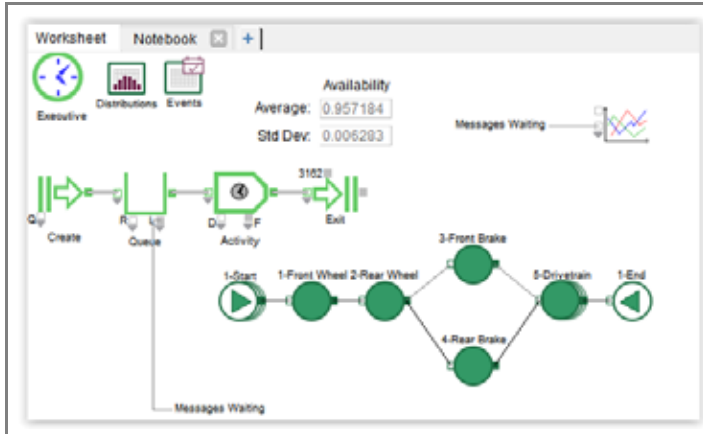 Worksheet Notebook +
Executive
Distributions
Events
Availability
Average: 0.957184
Std Dev: 0.006283
Messages Waiting
3162
Q
Create
R
L
Queue
D
F
Activity
Exit
1-Start
1-Front Wheel
2-Rear Wheel
3-Front Brake
4-Rear Brake
5-Drivetrain
1-End
Messages Waiting